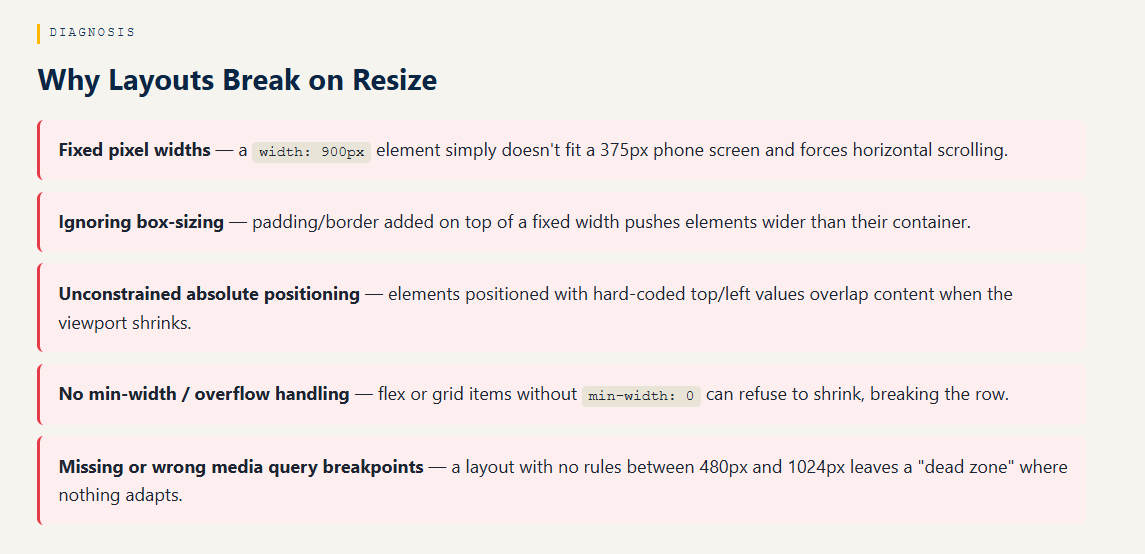 DIAGNOSIS
Why Layouts Break on Resize
Fixed pixel widths — a width: 900px element simply doesn't fit a 375px phone screen and forces horizontal scrolling.
Ignoring box-sizing — padding/border added on top of a fixed width pushes elements wider than their container.
Unconstrained absolute positioning — elements positioned with hard-coded top/left values overlap content when the
viewport shrinks.
No min-width / overflow handling — flex or grid items without min-width: 0 can refuse to shrink, breaking the row.
Missing or wrong media query breakpoints — a layout with no rules between 480px and 1024px leaves a "dead zone" where
nothing adapts.